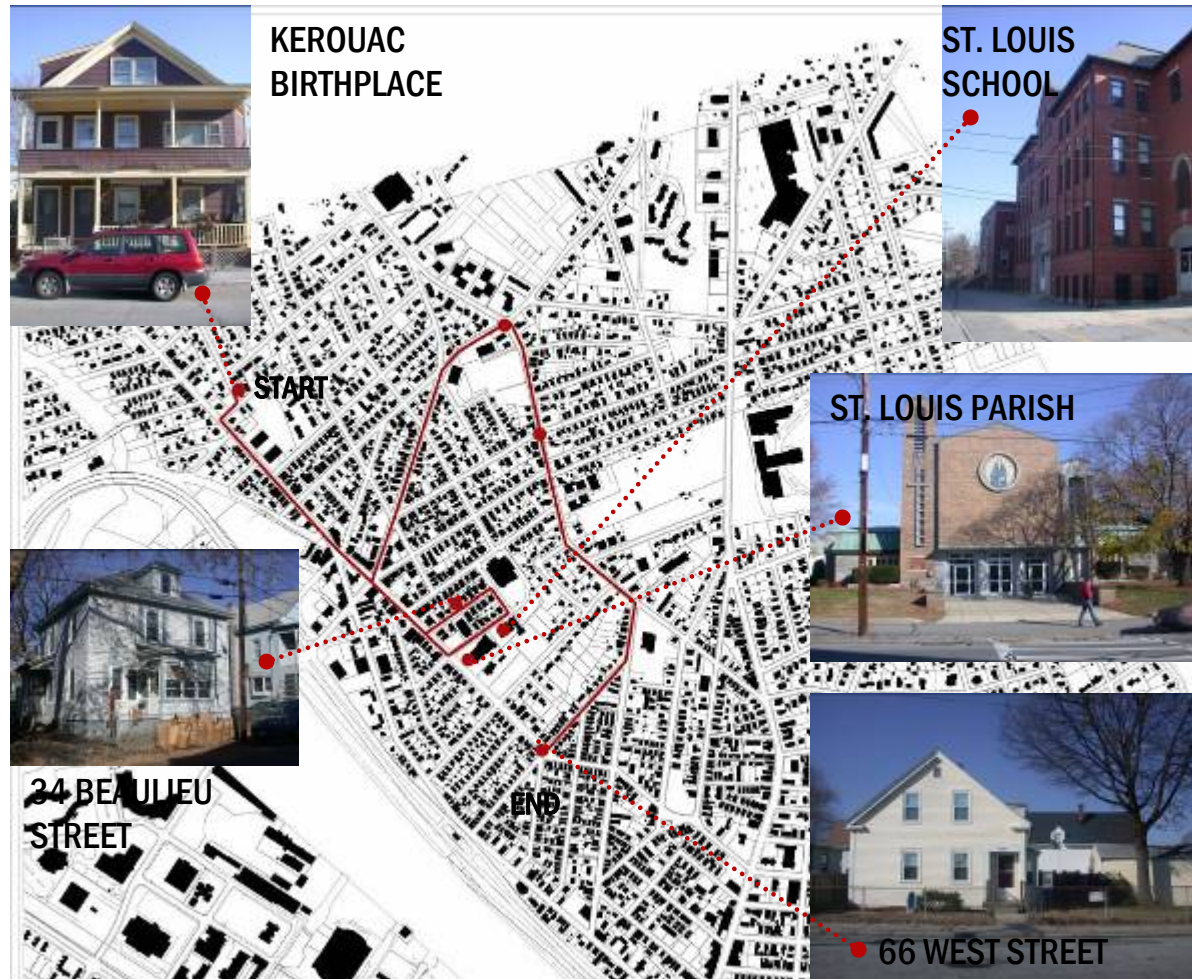 KEROUAC
BIRTHPLACE
ST. LOUIS
SCHOOL
START
ST. LOUIS PARISH
34 BEAULIEU
STREET
END
66 WEST STREET